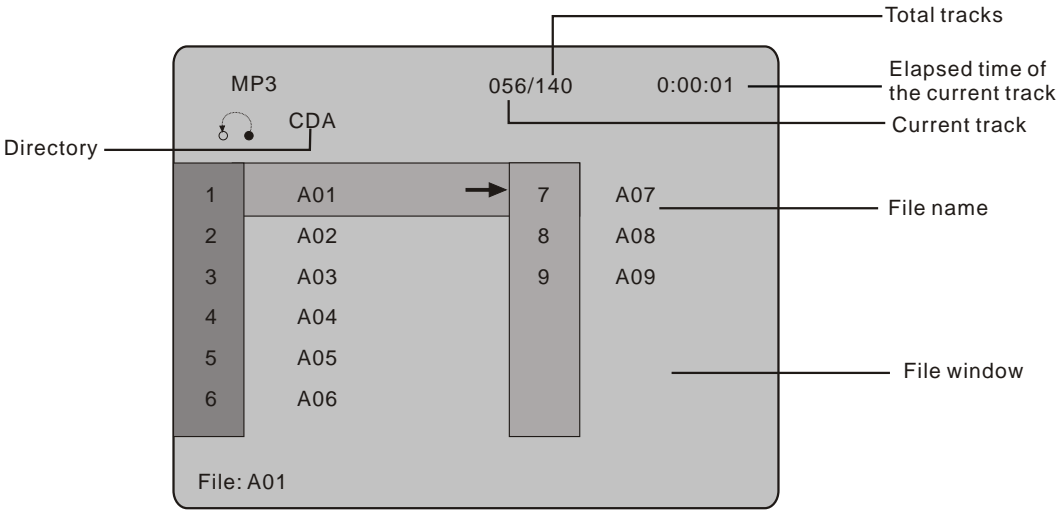 Total tracks
MP3 056/140 0:00:01
Elapsed time of
the current track
CDA
Current track
Directory
1 A01 7 A07
File name
2 A02 8 A08
3 A03 9 A09
4 A04
5 A05
File window
6 A06
File: A01